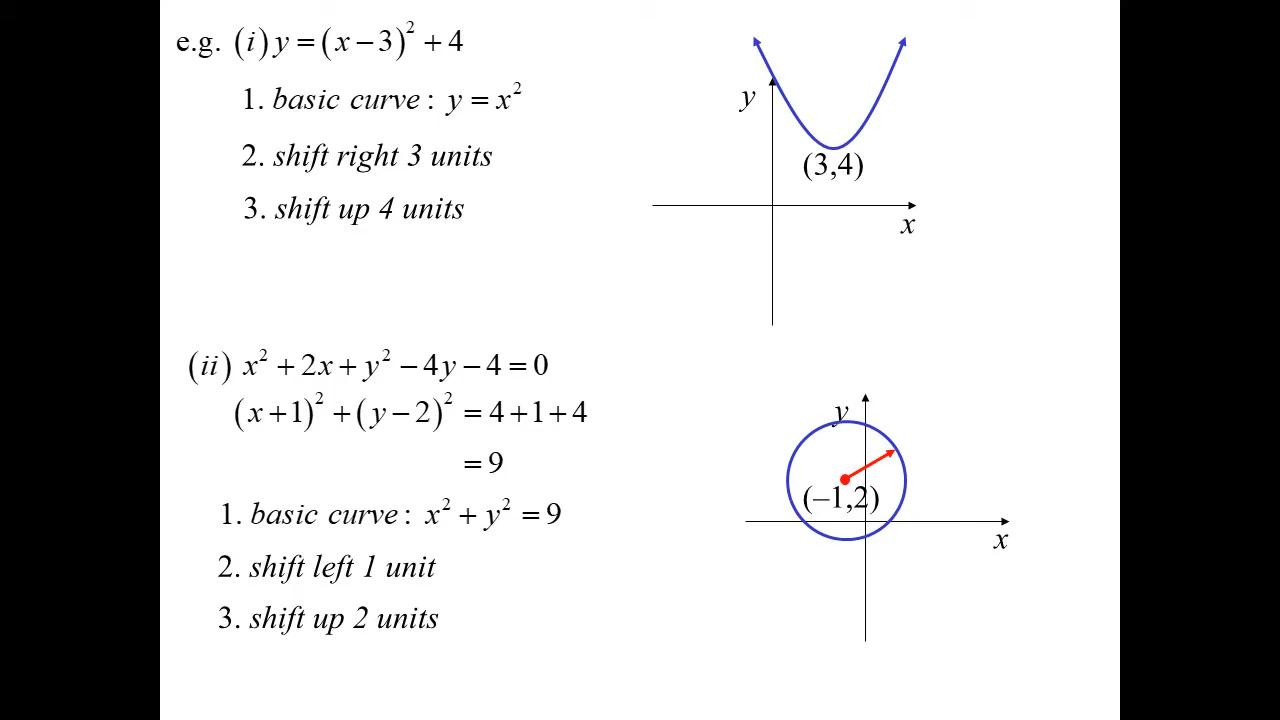 e.g. (i) y = (x − 3)² + 4
1. basic curve : y = x²
2. shift right 3 units
3. shift up 4 units
y
(3,4)
x
(ii) x² + 2x + y² − 4y − 4 = 0
(x + 1)² + (y − 2)² = 4 + 1 + 4
= 9
1. basic curve : x² + y² = 9
2. shift left 1 unit
3. shift up 2 units
y
(–1,2)
x